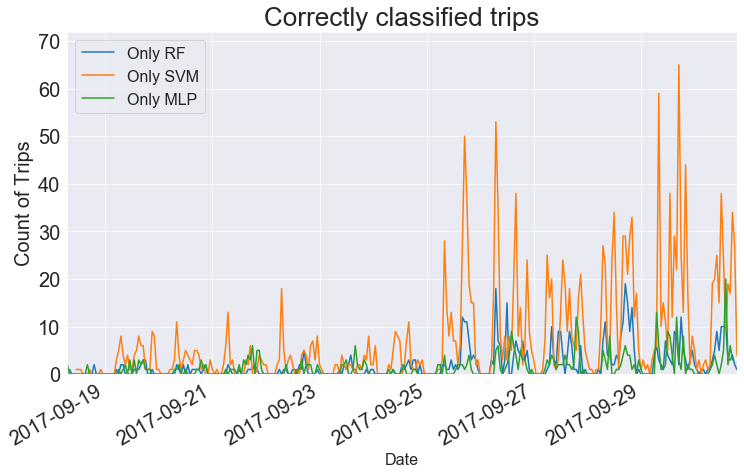 Correctly classified trips
Only RF
Only SVM
Only MLP
Count of Trips
70
60
50
40
30
20
10
0
2017-09-19
2017-09-21
2017-09-23
2017-09-25
2017-09-27
2017-09-29
Date